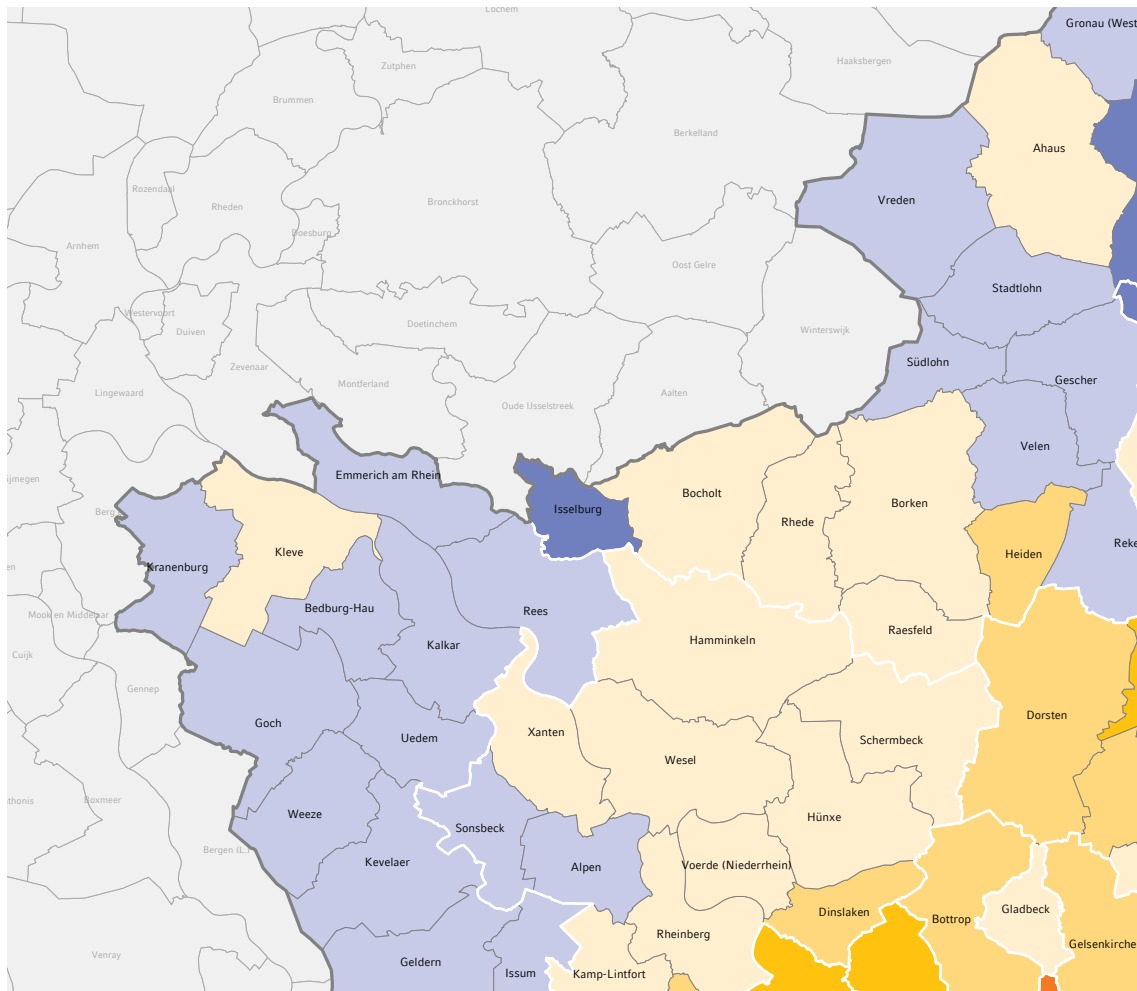 Lochem
Gronau (West
Haaksbergen
Zutphen
Brummen
Berkelland
Ahaus
Rozendaal
Rheden
Bronckhorst
Vreden
Doesburg
Arnhem
Oost Gelre
Stadtlohn
Westervoort
Duiven
Doetinchem
Winterswijk
Zevenaar
Südlohn
Gescher
Montferland
Lingewaard
Aalten
Oude IJsselstreek
Velen
Emmerich am Rhein
ijmegen
Bocholt
Borken
Isselburg
Berg
Rhede
Reke
Kleve
Heiden
Kranenburg
en
Bedburg-Hau
Rees
Mook en Middelaar
Raesfeld
Hamminkeln
Kalkar
Cuijk
Gennep
Dorsten
Goch
Xanten
Uedem
Schermbeck
Wesel
Boxmeer
thonis
Weeze
Hünxe
Sonsbeck
Bergen (L.)
Kevelaer
Alpen
Voerde (Niederrhein)
Gladbeck
Dinslaken
Bottrop
Rheinberg
Gelsenkirche
Venray
Geldern
Issum
Kamp-Lintfort